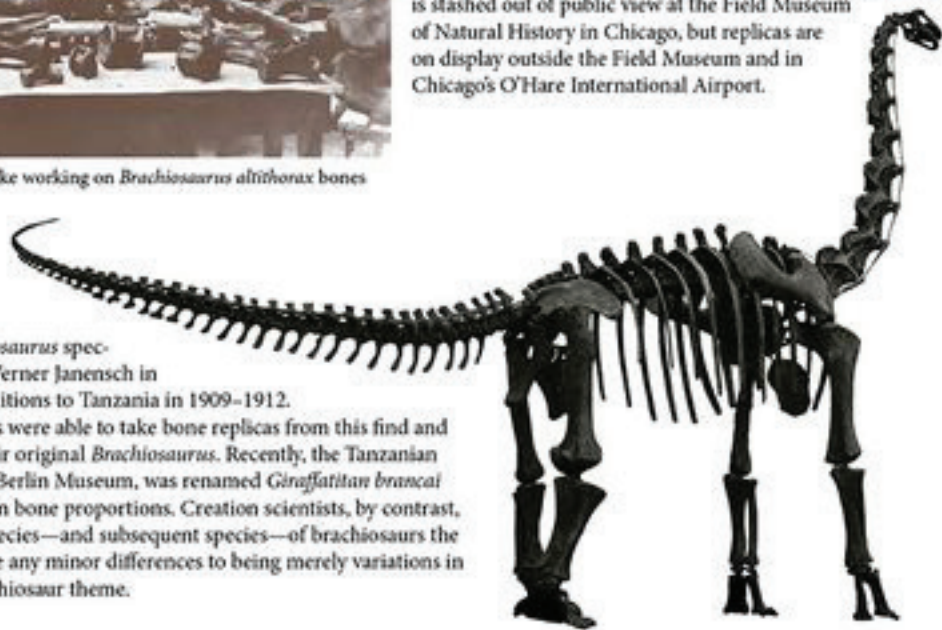 is stashed out of public view at the Field Museum
of Natural History in Chicago, but replicas are
on display outside the Field Museum and in
Chicago's O'Hare International Airport.
ke working on Brachiosaurus altithorax bones
saurus spec-
erner Janensch in
itions to Tanzania in 1909–1912.
s were able to take bone replicas from this find and
ir original Brachiosaurus. Recently, the Tanzanian
Berlin Museum, was renamed Giraffatitan brancai
n bone proportions. Creation scientists, by contrast,
ecies—and subsequent species—of brachiosaurs the
e any minor differences to being merely variations in
hiosaur theme.